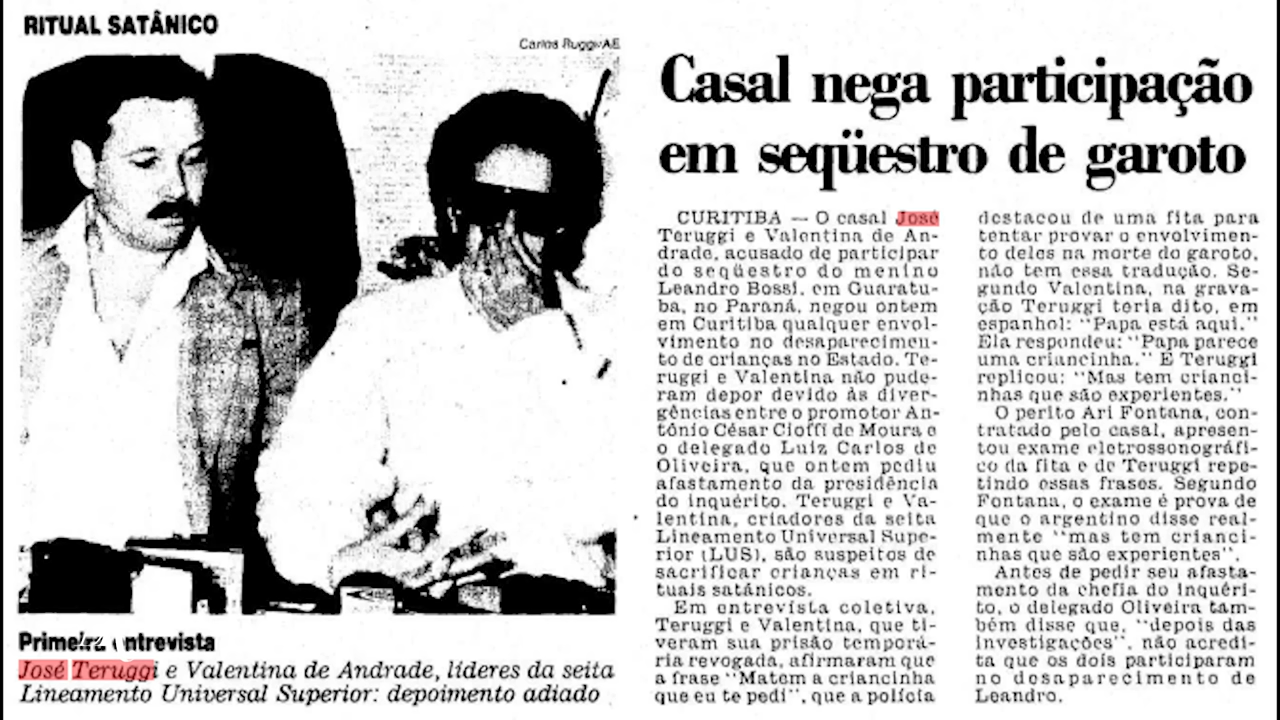 RITUAL SATÂNICO
Carlos Ruggi/AE
Casal nega participação
em seqüestro de garoto
CURITIBA — O casal José
Teruggi e Valentina de An-
drade, acusado de participar
do seqüestro do menino
Leandro Bossi, em Guaratu-
ba, no Paraná, negou ontem
em Curitiba qualquer envol-
vimento no desaparecimen-
to de crianças no Estado. Te-
ruggi e Valentina não pude-
ram depor devido às diver-
gências entre o promotor An-
tônio César Cioffi de Moura e
o delegado Luiz Carlos de
Oliveira, que ontem pediu
afastamento da presidência
do inquérito. Teruggi e Va-
lentina, criadores da seita
Lineamento Universal Supe-
rior (LUS), são suspeitos de
sacrificar crianças em ri-
tuais satânicos.
Em entrevista coletiva,
Teruggi e Valentina, que ti-
veram sua prisão temporá-
ria revogada, afirmaram que
a frase "Matem a criancinha
que eu te pedi", que a polícia
destacou de uma fita para
tentar provar o envolvimen-
to deles na morte do garoto,
não tem essa tradução. Se-
gundo Valentina, na grava-
ção Teruggi teria dito, em
espanhol: "Papa está aqui."
Ela respondeu: "Papa parece
uma criancinha." E Teruggi
replicou: "Mas tem crianci-
nhas que são experientes."
O perito Ari Fontana, con-
tratado pelo casal, apresen-
tou exame eletrossonográfi-
co da fita e de Teruggi repe-
tindo essas frases. Segundo
Fontana, o exame é prova de
que o argentino disse real-
mente "mas tem crianci-
nhas que são experientes".
Antes de pedir seu afasta-
mento da chefia do inquéri-
to, o delegado Oliveira tam-
bém disse que, "depois das
investigações", não acredi-
ta que os dois participaram
no desaparecimento de
Leandro.
Primeira entrevista
José Teruggi e Valentina de Andrade, líderes da seita
Lineamento Universal Superior: depoimento adiado